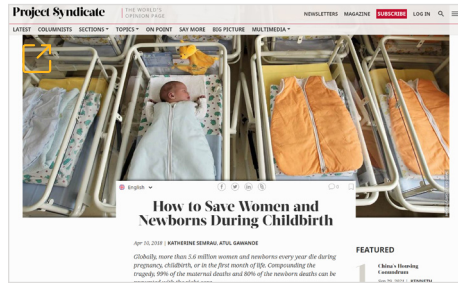 Project Syndicate
THE WORLD'S
OPINION PAGE
NEWSLETTERS MAGAZINE SUBSCRIBE LOG IN
LATEST COLUMNISTS SECTIONS TOPICS ON POINT SAY MORE BIG PICTURE MULTIMEDIA
English
0
How to Save Women and
Newborns During Childbirth
Apr 10, 2018 | KATHERINE SEMRAU, ATUL GAWANDE
Globally, more than 5.6 million women and newborns every year die during
pregnancy, childbirth, or in the first month of life. Compounding the
tragedy, 99% of the maternal deaths and 80% of the newborn deaths can be
FEATURED
1
China's Housing
Conundrum